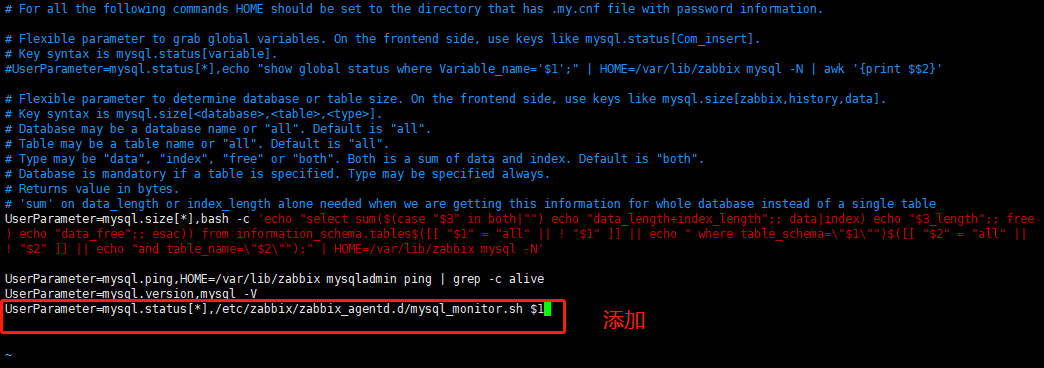 # For all the following commands HOME should be set to the directory that has .my.cnf file with password information.
# Flexible parameter to grab global variables. On the frontend side, use keys like mysql.status[Com_insert].
# Key syntax is mysql.status[variable].
#UserParameter=mysql.status[*],echo "show global status where Variable_name='$1';" | HOME=/var/lib/zabbix mysql -N | awk '{print $$2}'
# Flexible parameter to determine database or table size. On the frontend side, use keys like mysql.size[zabbix,history,data].
# Key syntax is mysql.size[<database>,<table>,<type>].
# Database may be a database name or "all". Default is "all".
# Table may be a table name or "all". Default is "all".
# Type may be "data", "index", "free" or "both". Both is a sum of data and index. Default is "both".
# Database is mandatory if a table is specified. Type may be specified always.
# Returns value in bytes.
# 'sum' on data_length or index_length alone needed when we are getting this information for whole database instead of a single table
UserParameter=mysql.size[*],bash -c 'echo "select sum($(case "$3" in both|"") echo "data_length+index_length";; data|index) echo "$3_length";; free
) echo "data_free";; esac)) from information_schema.tables$([[ "$1" = "all" || ! "$1" ]] || echo " where table_schema=\"$1\"")$([[ "$2" = "all" ||
! "$2" ]] || echo "and table_name=\"$2\"");" | HOME=/var/lib/zabbix mysql -N'
UserParameter=mysql.ping,HOME=/var/lib/zabbix mysqladmin ping | grep -c alive
UserParameter=mysql.version,mysql -V
UserParameter=mysql.status[*],/etc/zabbix/zabbix_agentd.d/mysql_monitor.sh $1
添加
~